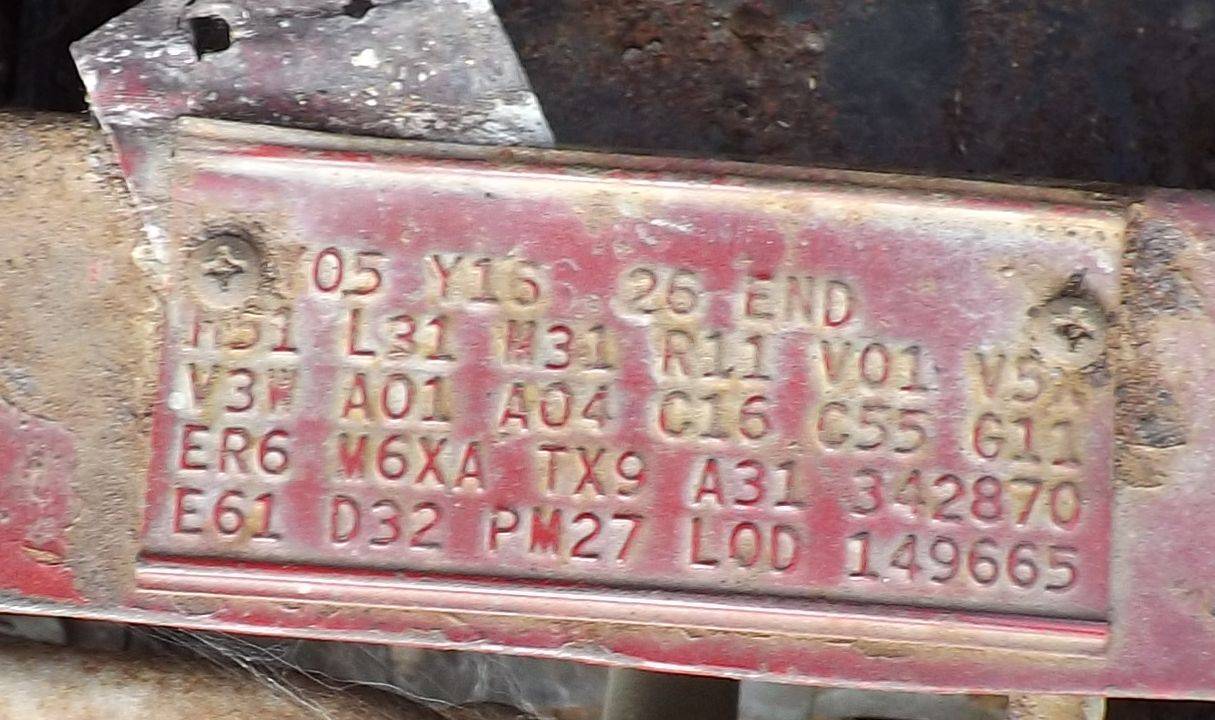 05 Y16 26 END
H51 L31 M31 R11 V01
V3W A01 A04 C16 C55 G11
ER6 M6XA TX9 A31 342870
E61 D32 PM27 LOD 149665